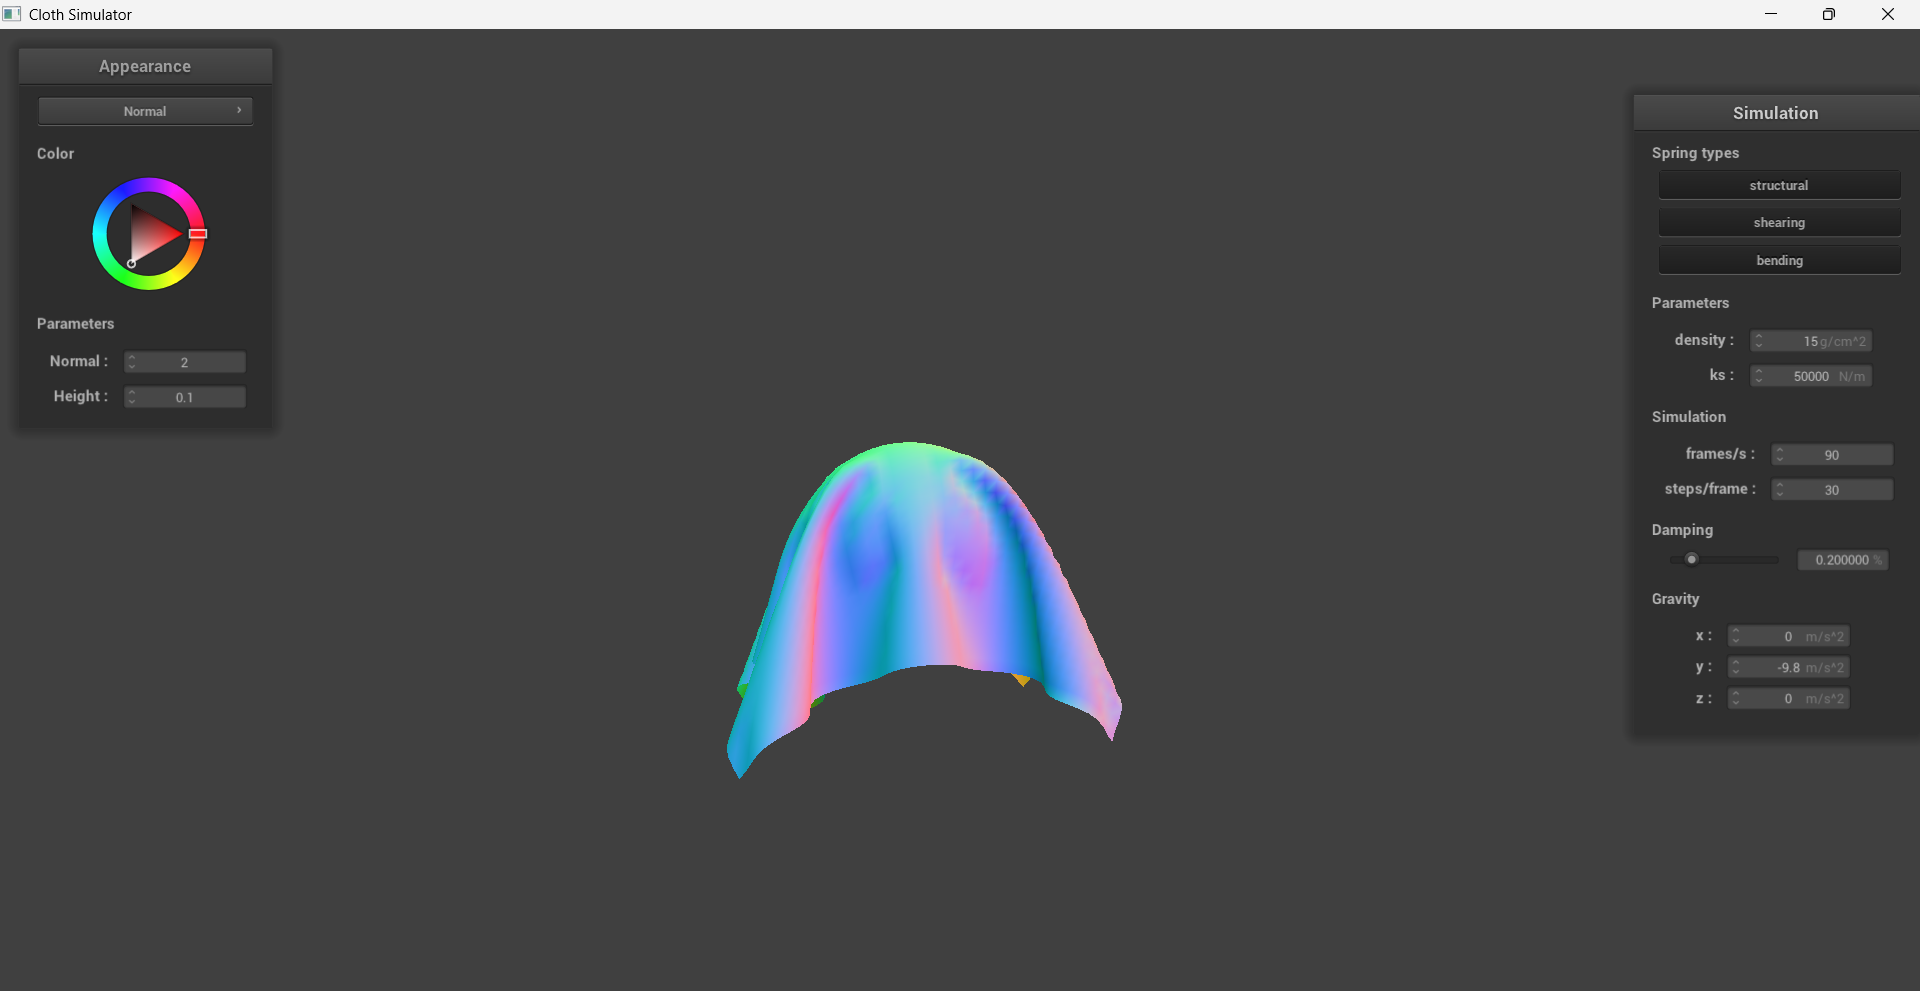 Cloth Simulator
Appearance
Normal
Color
Parameters
Normal : 2
Height : 0.1
Simulation
Spring types
structural
shearing
bending
Parameters
density : 15 g/cm^2
ks : 50000 N/m
Simulation
frames/s : 90
steps/frame : 30
Damping
0.200000 %
Gravity
x : 0 m/s^2
y : -9.8 m/s^2
z : 0 m/s^2